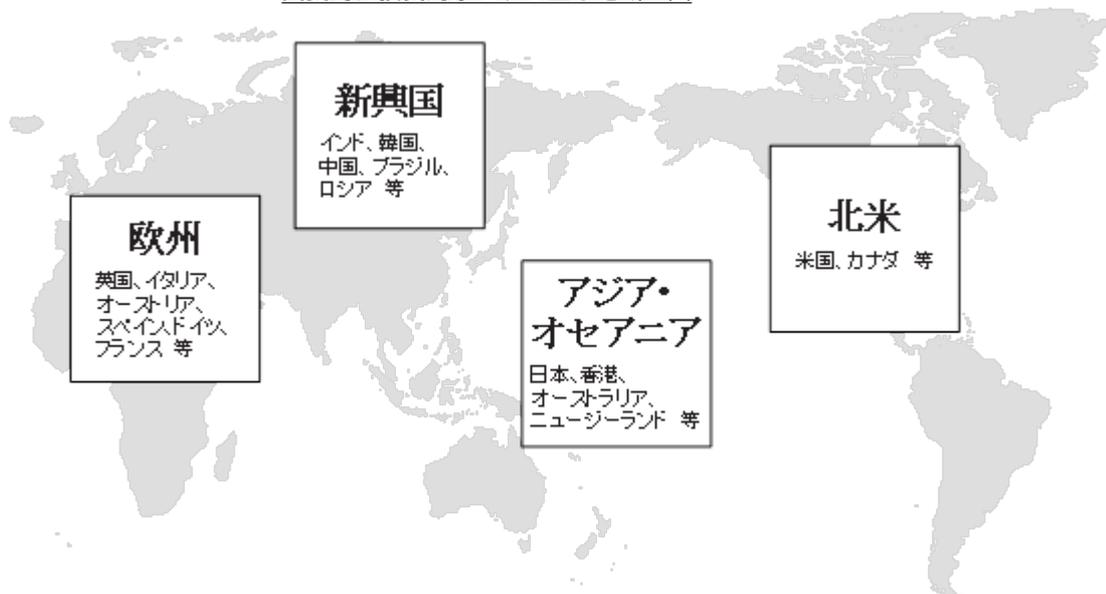 新興国
インド、韓国、
中国、ブラジル、
ロシア 等
欧州
英国、イタリア、
オーストリア、
スペイン、ドイツ、
フランス 等
アジア・
オセアニア
日本、香港、
オーストラリア、
ニュージーランド 等
北米
米国、カナダ 等